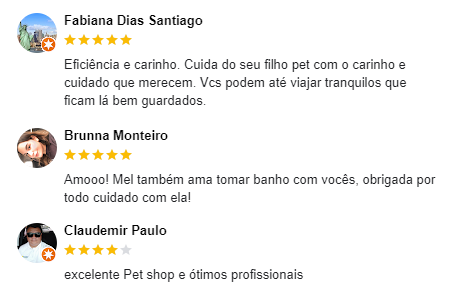 Fabiana Dias Santiago
Eficiência e carinho. Cuida do seu filho pet com o carinho e
cuidado que merecem. Vcs podem até viajar tranquilos que
ficam lá bem guardados.
Brunna Monteiro
Amooo! Mel também ama tomar banho com vocês, obrigada por
todo cuidado com ela!
Claudemir Paulo
excelente Pet shop e ótimos profissionais